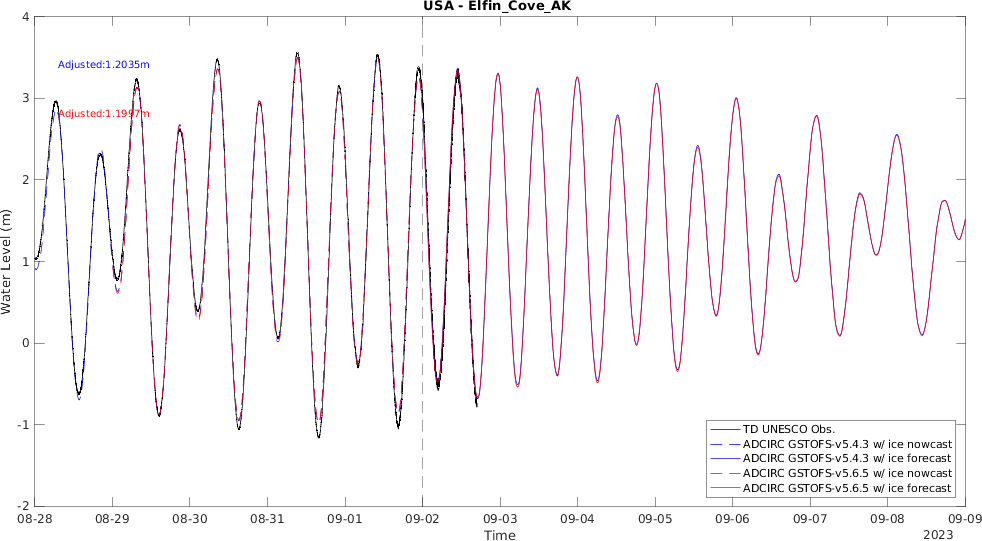 USA - Elfin_Cove_AK
4
3
2
1
0
-1
-2
Water Level (m)
Adjusted:1.2035m
Adjusted:1.1997m
TD UNESCO Obs.
ADCIRC GSTOFS-v5.4.3 w/ ice nowcast
ADCIRC GSTOFS-v5.4.3 w/ ice forecast
ADCIRC GSTOFS-v5.6.5 w/ ice nowcast
ADCIRC GSTOFS-v5.6.5 w/ ice forecast
08-28 08-29 08-30 08-31 09-01 09-02 09-03 09-04 09-05 09-06 09-07 09-08 09-09
Time
2023